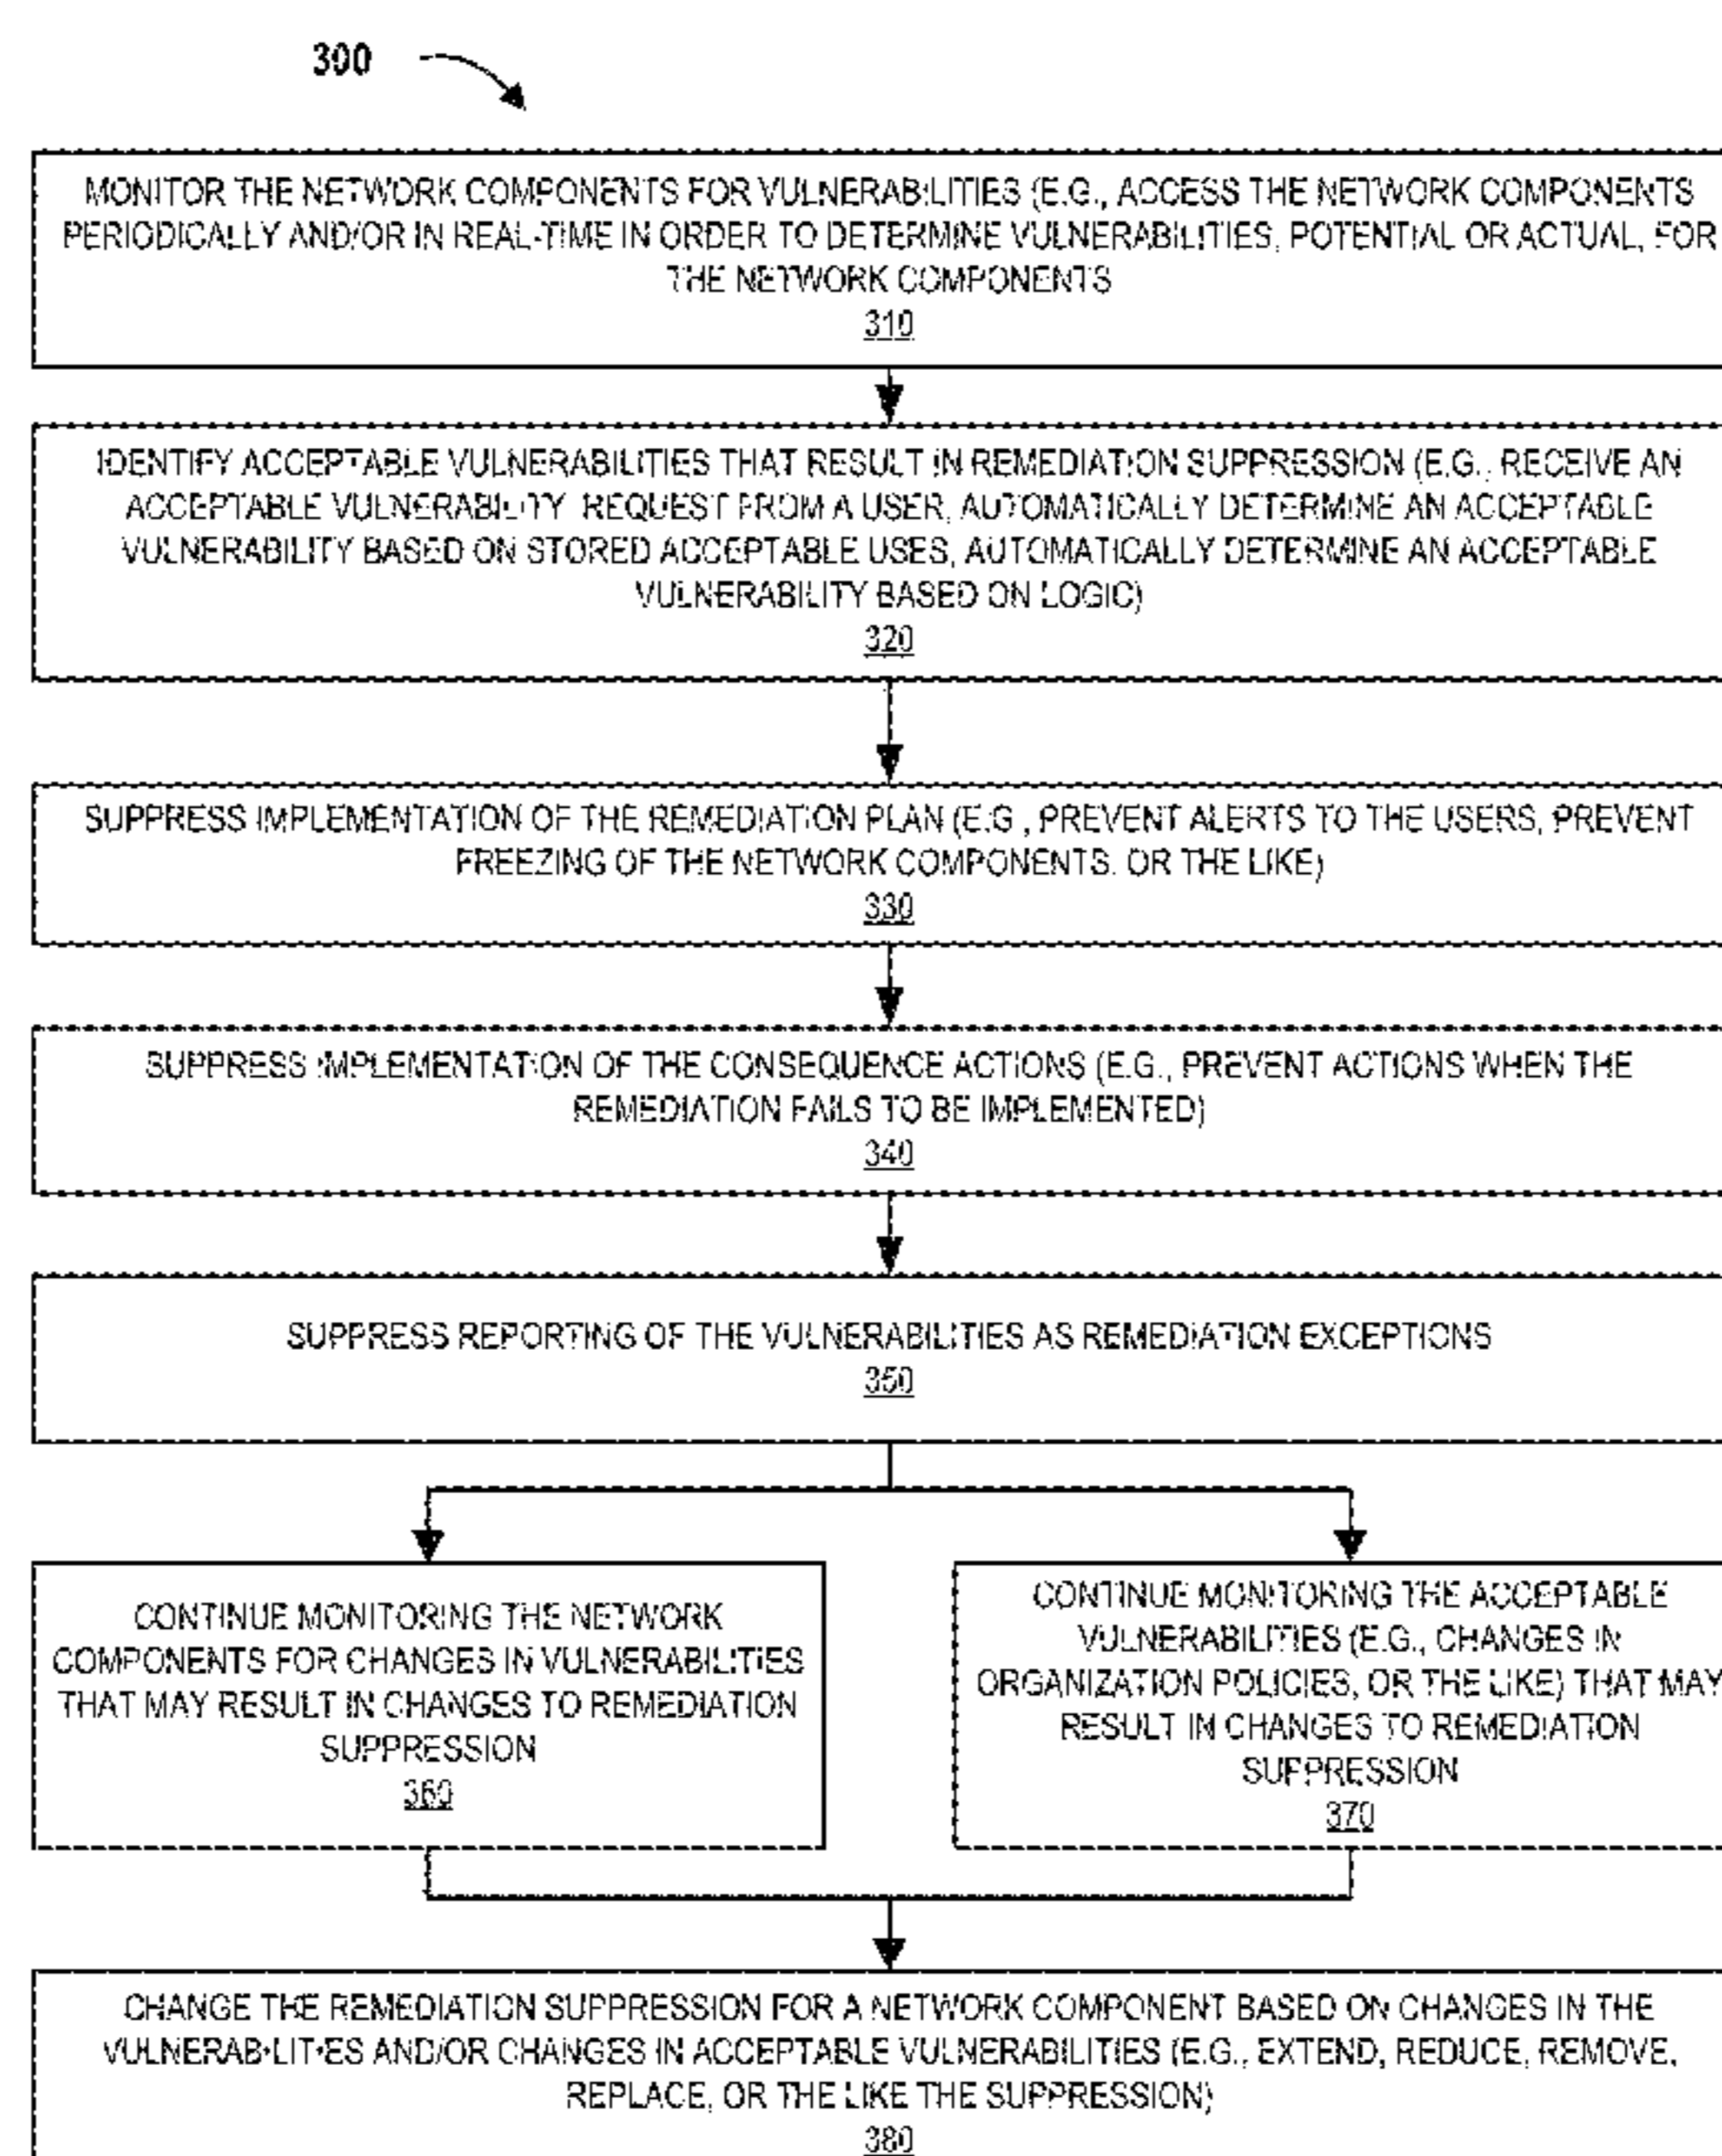 300
MONITOR THE NETWORK COMPONENTS FOR VULNERABILITIES (E.G., ACCESS THE NETWORK COMPONENTS
PERIODICALLY AND/OR IN REAL-TIME IN ORDER TO DETERMINE VULNERABILITIES, POTENTIAL OR ACTUAL, FOR
THE NETWORK COMPONENTS
310
IDENTIFY ACCEPTABLE VULNERABILITIES THAT RESULT IN REMEDIATION SUPPRESSION (E.G., RECEIVE AN
ACCEPTABLE VULNERABILITY REQUEST FROM A USER, AUTOMATICALLY DETERMINE AN ACCEPTABLE
VULNERABILITY BASED ON STORED ACCEPTABLE USES, AUTOMATICALLY DETERMINE AN ACCEPTABLE
VULNERABILITY BASED ON LOGIC)
320
SUPPRESS IMPLEMENTATION OF THE REMEDIATION PLAN (E.G., PREVENT ALERTS TO THE USERS, PREVENT
FREEZING OF THE NETWORK COMPONENTS, OR THE LIKE)
330
SUPPRESS IMPLEMENTATION OF THE CONSEQUENCE ACTIONS (E.G., PREVENT ACTIONS WHEN THE
REMEDIATION FAILS TO BE IMPLEMENTED)
340
SUPPRESS REPORTING OF THE VULNERABILITIES AS REMEDIATION EXCEPTIONS
350
CONTINUE MONITORING THE NETWORK
COMPONENTS FOR CHANGES IN VULNERABILITIES
THAT MAY RESULT IN CHANGES TO REMEDIATION
SUPPRESSION
360
CONTINUE MONITORING THE ACCEPTABLE
VULNERABILITIES (E.G., CHANGES IN
ORGANIZATION POLICIES, OR THE LIKE) THAT MAY
RESULT IN CHANGES TO REMEDIATION
SUPPRESSION
370
CHANGE THE REMEDIATION SUPPRESSION FOR A NETWORK COMPONENT BASED ON CHANGES IN THE
VULNERABILITIES AND/OR CHANGES IN ACCEPTABLE VULNERABILITIES (E.G., EXTEND, REDUCE, REMOVE,
REPLACE, OR THE LIKE THE SUPPRESSION)
380